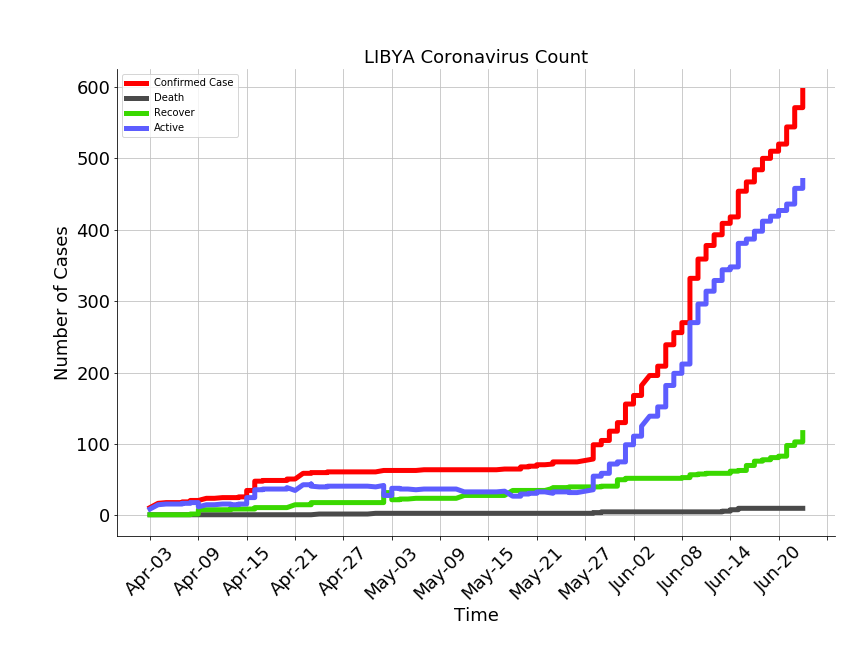 LIBYA Coronavirus Count
Confirmed Case
Death
Recover
Active
600
500
400
300
200
100
0
Number of Cases
Apr-03
Apr-09
Apr-15
Apr-21
Apr-27
May-03
May-09
May-15
May-21
May-27
Jun-02
Jun-08
Jun-14
Jun-20
Time